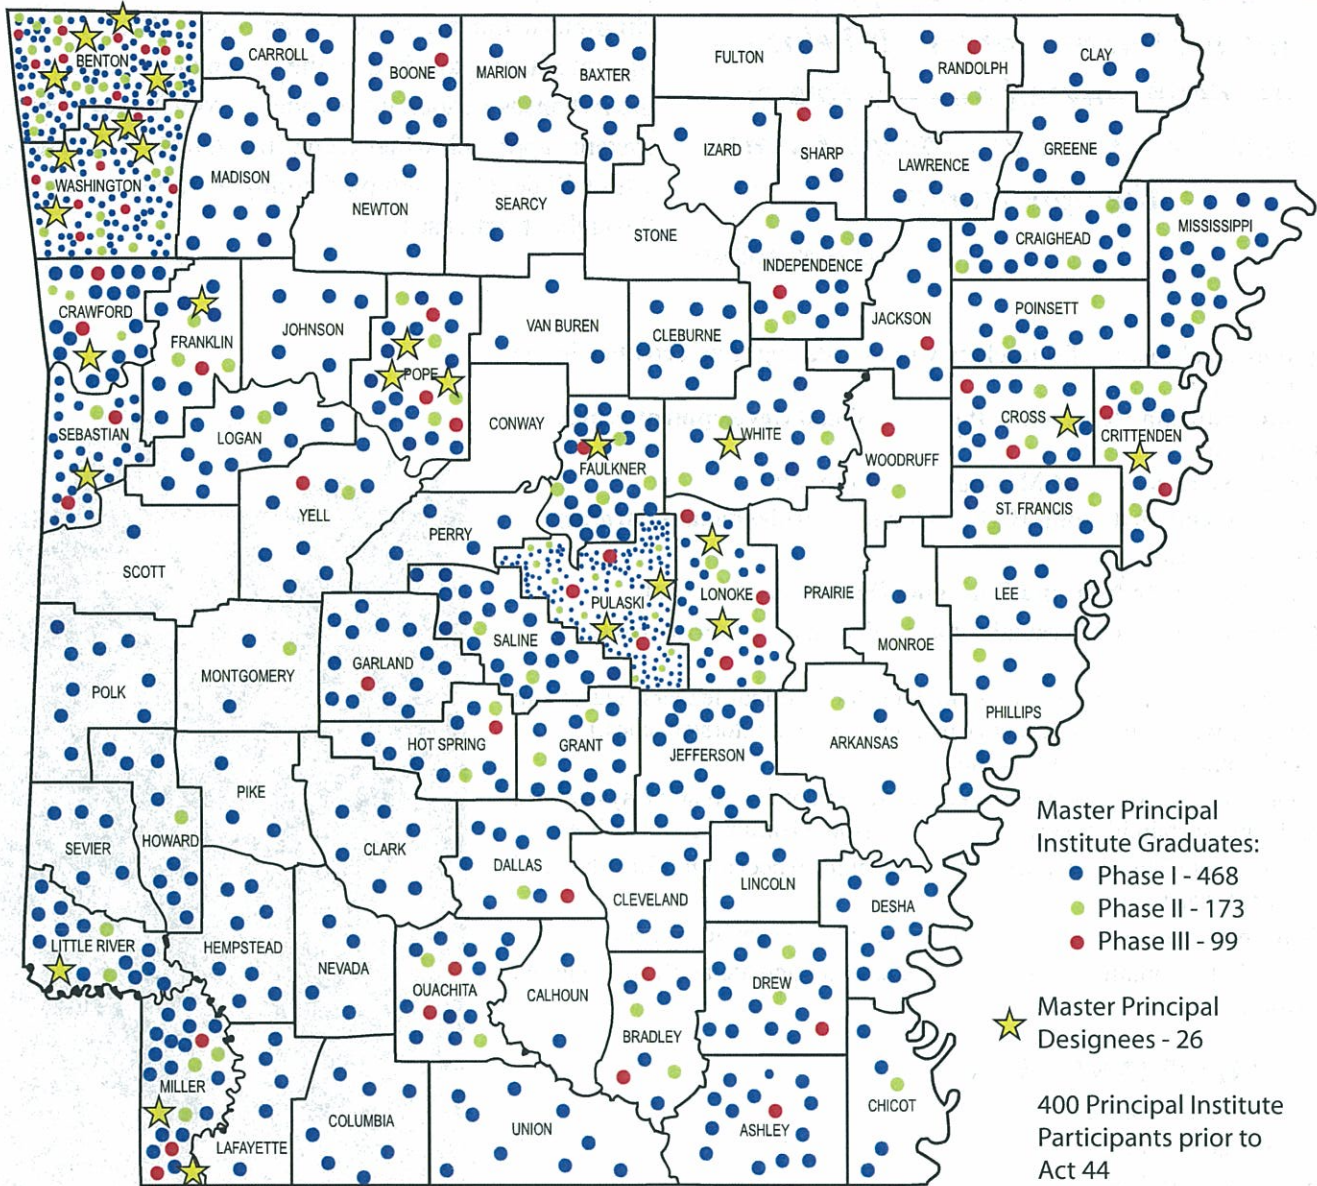 BENTON
CARROLL
BOONE
MARION
BAXTER
FULTON
RANDOLPH
CLAY
WASHINGTON
MADISON
NEWTON
SEARCY
STONE
IZARD
SHARP
LAWRENCE
GREENE
CRAIGHEAD
MISSISSIPPI
INDEPENDENCE
CRAWFORD
FRANKLIN
JOHNSON
POPE
VAN BUREN
CLEBURNE
JACKSON
POINSETT
SEBASTIAN
LOGAN
CONWAY
FAULKNER
WHITE
WOODRUFF
CROSS
CRITTENDEN
ST. FRANCIS
SCOTT
YELL
PERRY
PULASKI
LONOKE
PRAIRIE
MONROE
LEE
PHILLIPS
POLK
MONTGOMERY
GARLAND
SALINE
HOT SPRING
GRANT
JEFFERSON
ARKANSAS
SEVIER
HOWARD
PIKE
CLARK
DALLAS
CLEVELAND
LINCOLN
DESHA
LITTLE RIVER
HEMPSTEAD
NEVADA
OUACHITA
CALHOUN
BRADLEY
DREW
CHICOT
MILLER
LAFAYETTE
COLUMBIA
UNION
ASHLEY
Master Principal
Institute Graduates:
Phase I - 468
Phase II - 173
Phase III - 99
Master Principal
Designees - 26
400 Principal Institute
Participants prior to
Act 44